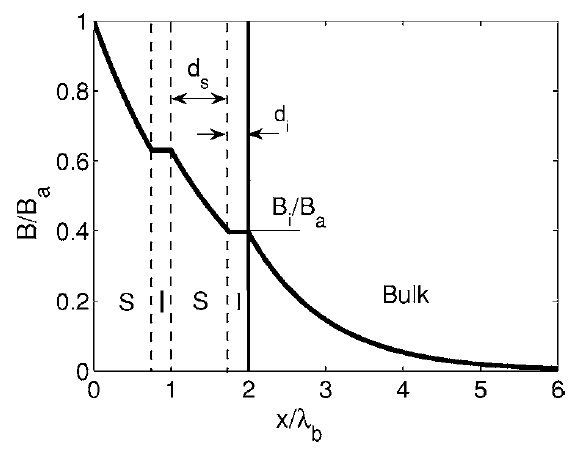 1
0.8
0.6
0.4
0.2
0
B/B_a
d_s
d_i
B_i/B_a
S I S I
Bulk
0 1 2 3 4 5 6
x/λ_b